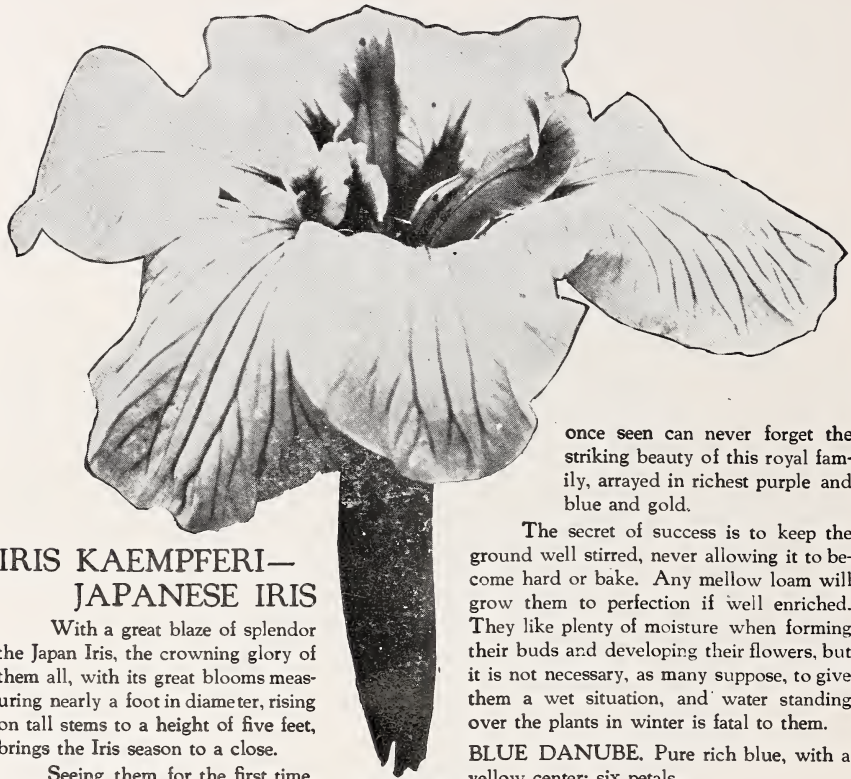 IRIS KAEMPFERI—
JAPANESE IRIS
With a great blaze of splendor
the Japan Iris, the crowning glory of
them all, with its great blooms meas-
uring nearly a foot in diameter, rising
on tall stems to a height of five feet,
brings the Iris season to a close.
Seeing them for the first time,
once seen can never forget the
striking beauty of this royal fam-
ily, arrayed in richest purple and
blue and gold.
The secret of success is to keep the
ground well stirred, never allowing it to be-
come hard or bake. Any mellow loam will
grow them to perfection if well enriched.
They like plenty of moisture when forming
their buds and developing their flowers, but
it is not necessary, as many suppose, to give
them a wet situation, and water standing
over the plants in winter is fatal to them.
BLUE DANUBE. Pure rich blue, with a
yellow center; six petals.